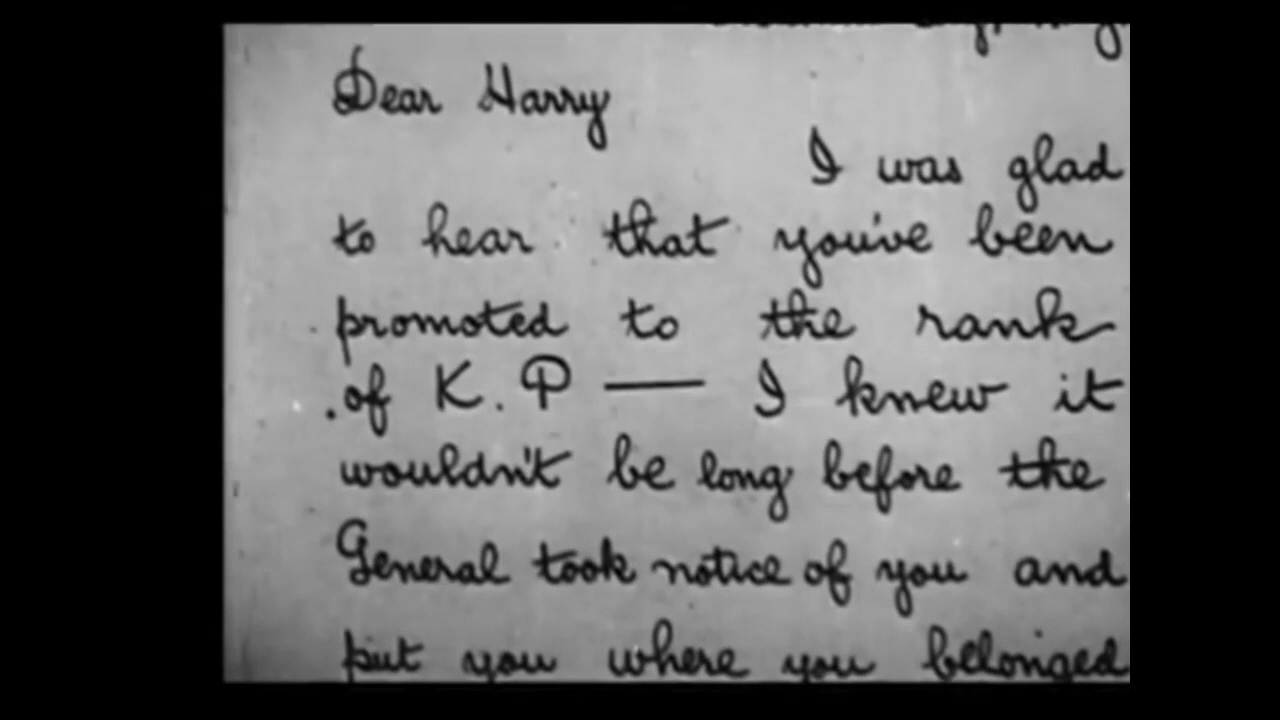 Dear Harry
I was glad
to hear that you've been
promoted to the rank
of K.P — I knew it
wouldn't be long before the
General took notice of you and
put you where you belonged